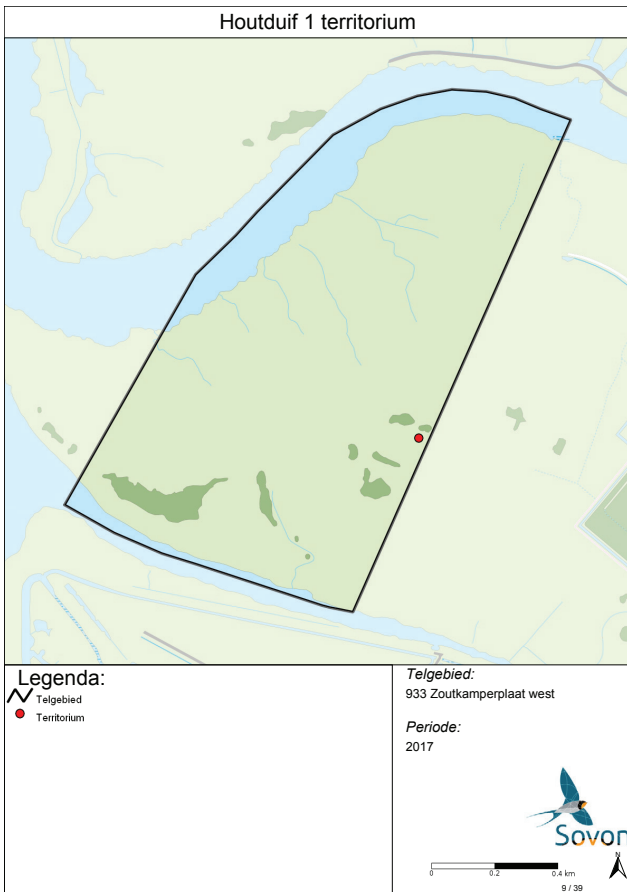 Houtduif 1 territorium
Legenda:
Telgebied
Territorium
Telgebied:
933 Zoutkamperplaat west
Periode:
2017
Sovon
N
0 0.2 0.4 km
9 / 39